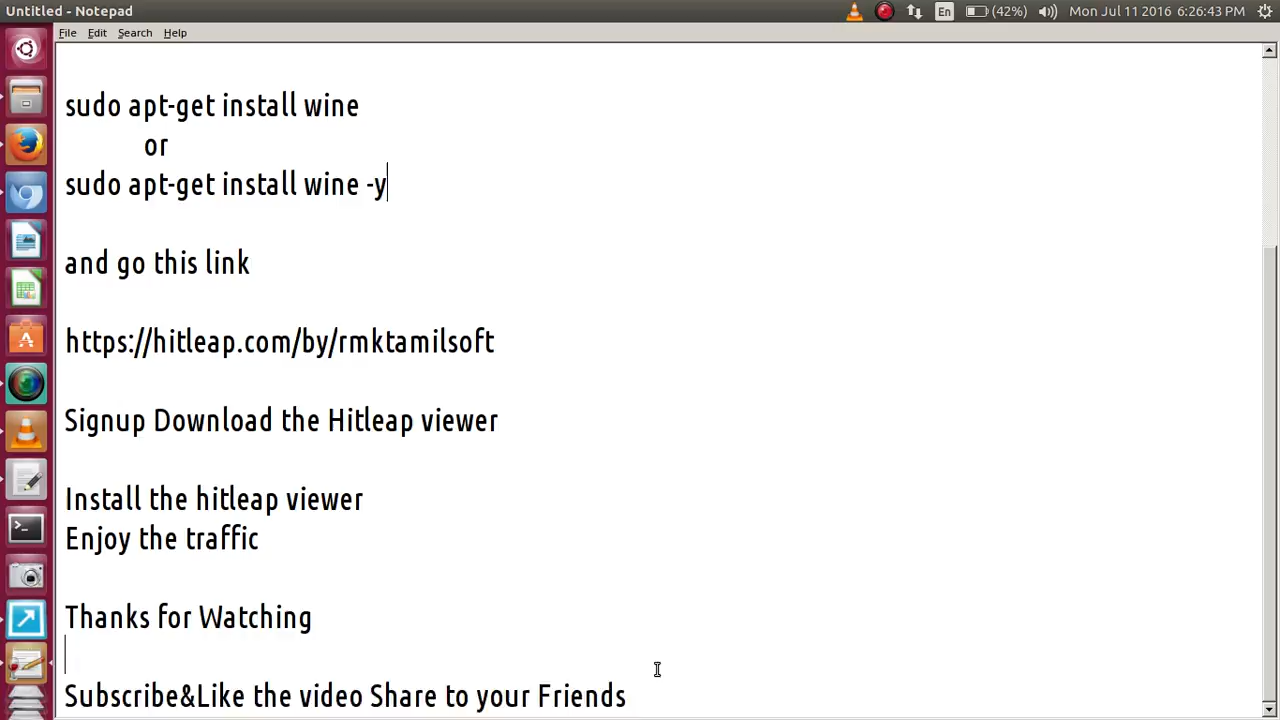 Untitled - Notepad
En (42%) Mon Jul 11 2016 6:26:43 PM
File Edit Search Help
sudo apt-get install wine
or
sudo apt-get install wine -y
and go this link
https://hitleap.com/by/rmktamilsoft
Signup Download the Hitleap viewer
Install the hitleap viewer
Enjoy the traffic
Thanks for Watching
Subscribe&Like the video Share to your Friends